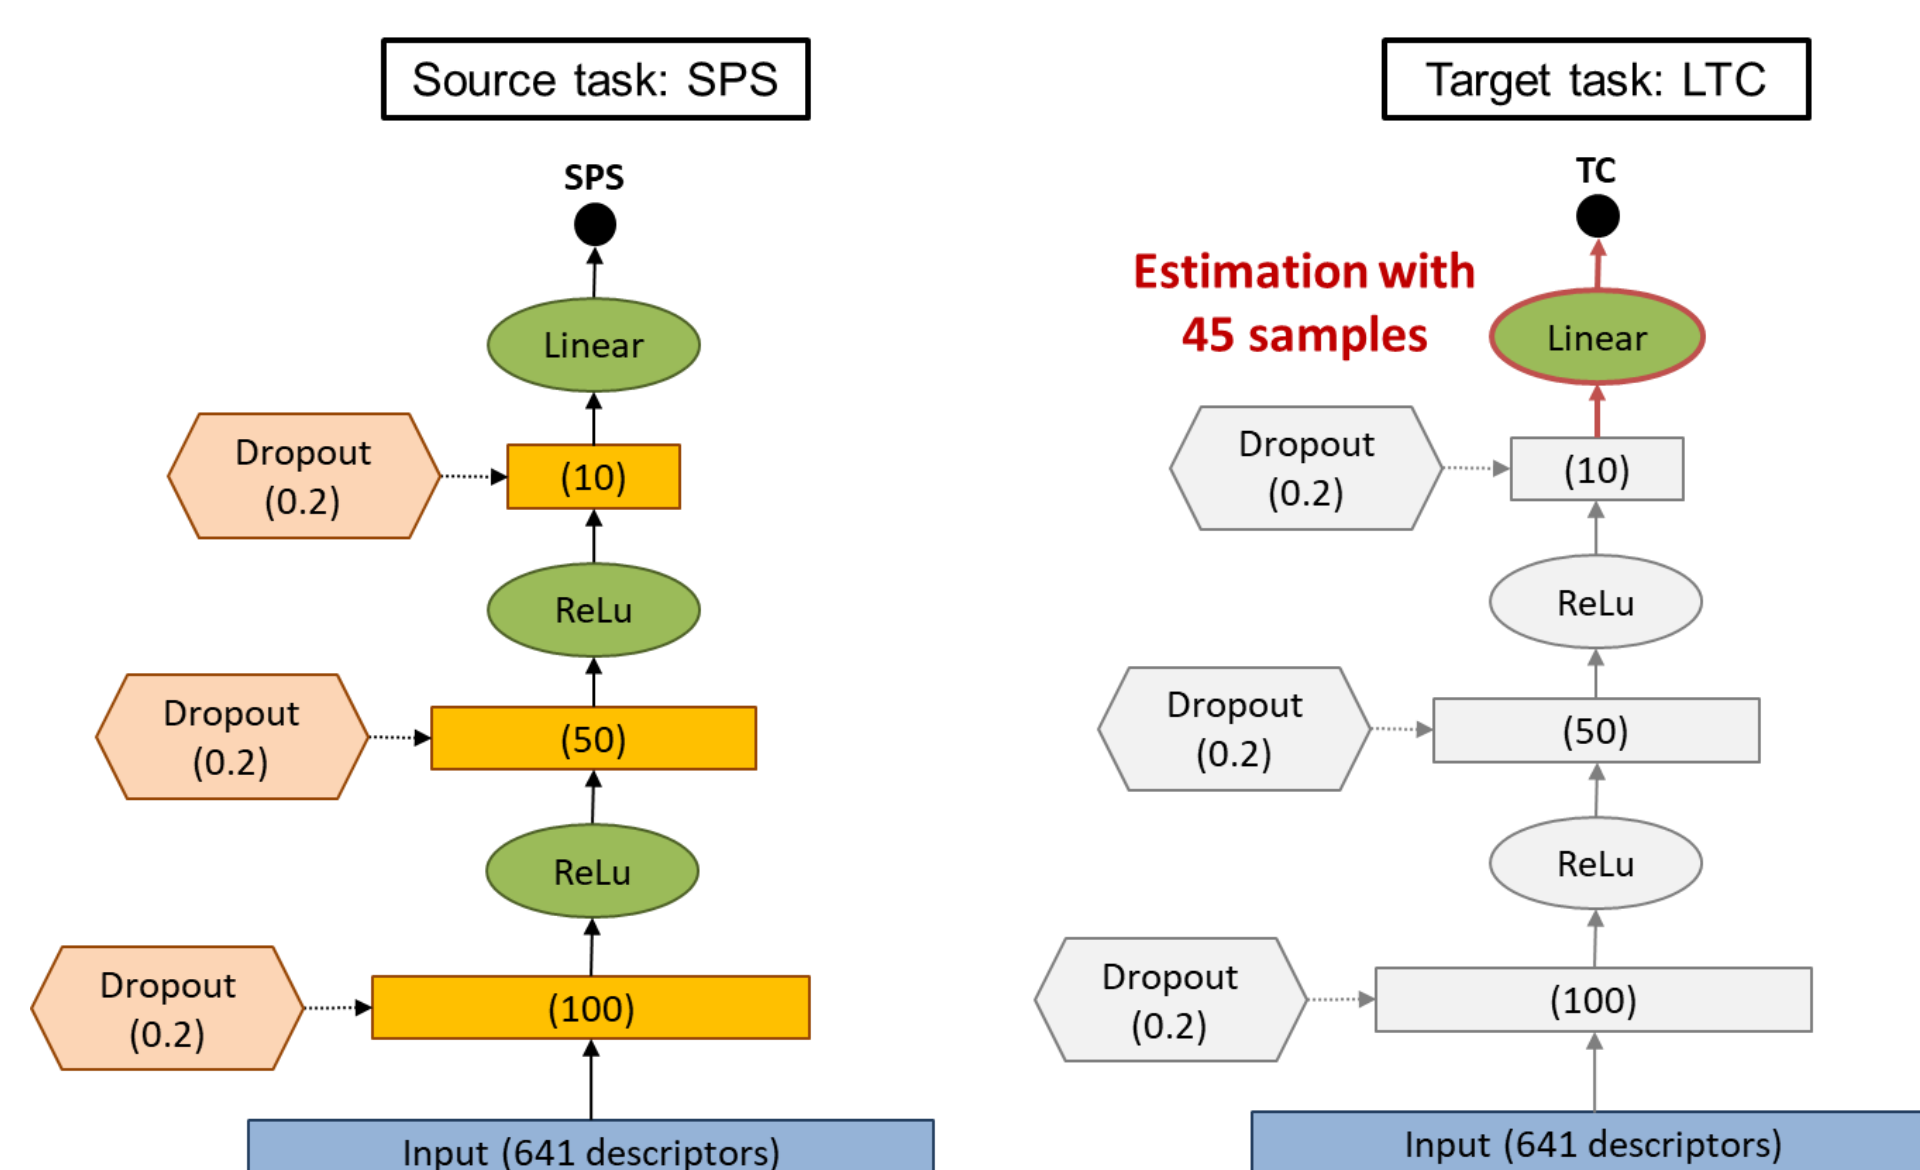 Source task: SPS
SPS
Linear
Dropout
(0.2)
(10)
ReLu
Dropout
(0.2)
(50)
ReLu
Dropout
(0.2)
(100)
Input (641 descriptors)
Target task: LTC
TC
Estimation with
45 samples
Linear
Dropout
(0.2)
(10)
ReLu
Dropout
(0.2)
(50)
ReLu
Dropout
(0.2)
(100)
Input (641 descriptors)